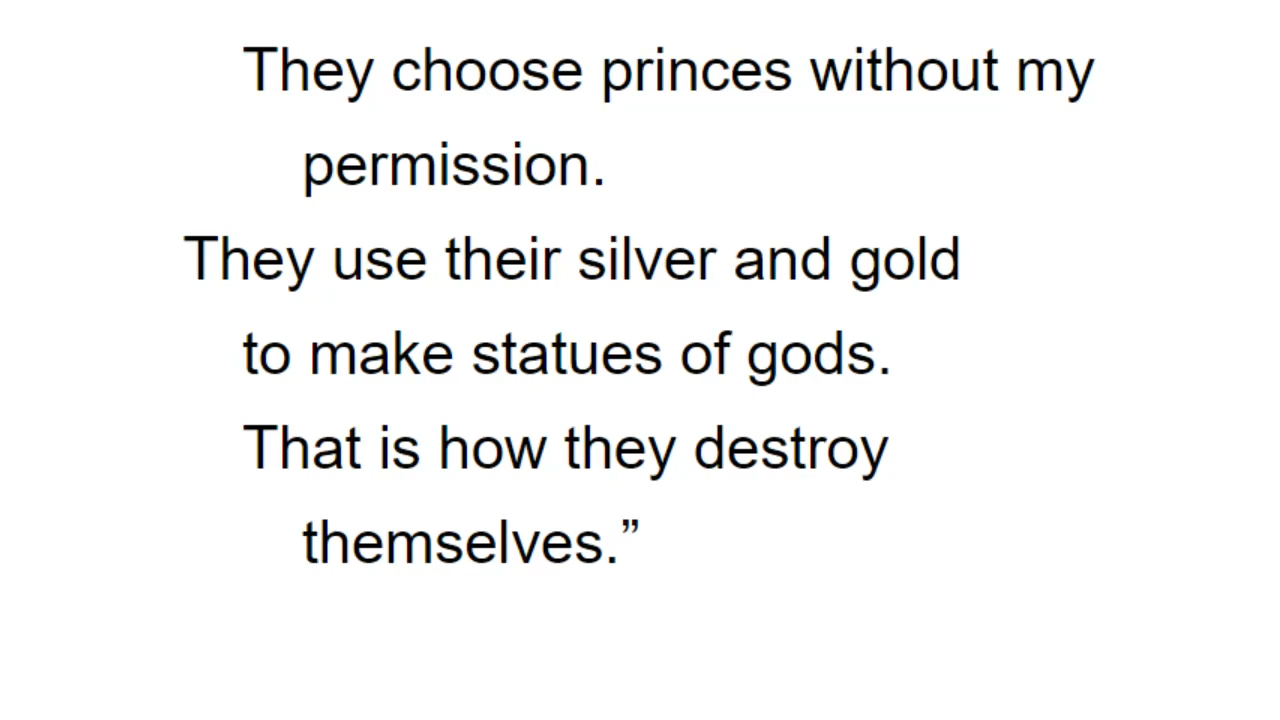 They choose princes without my
permission.
They use their silver and gold
to make statues of gods.
That is how they destroy
themselves.”